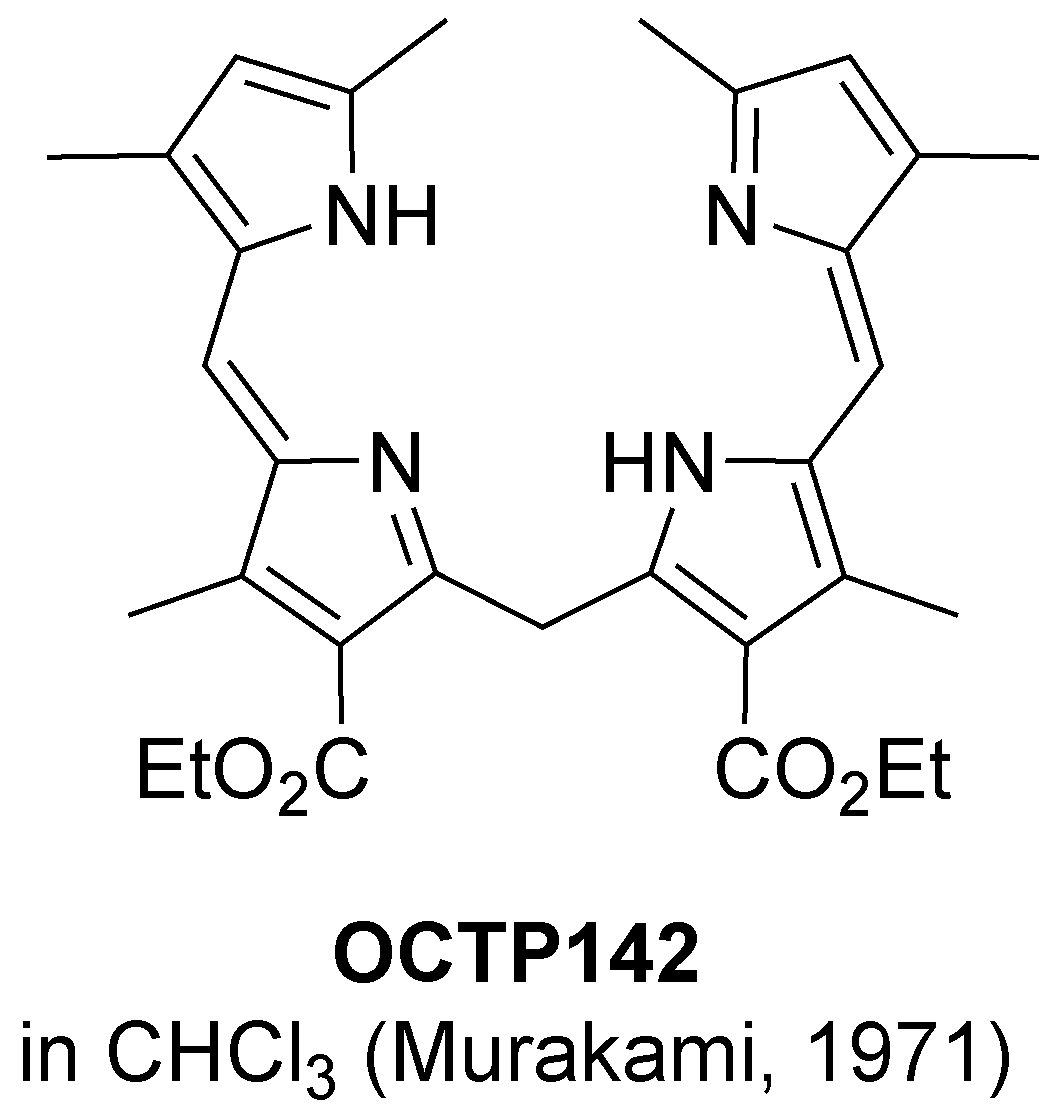 NH N
N HN
EtO₂C CO₂Et
OCTP142
in CHCl₃ (Murakami, 1971)